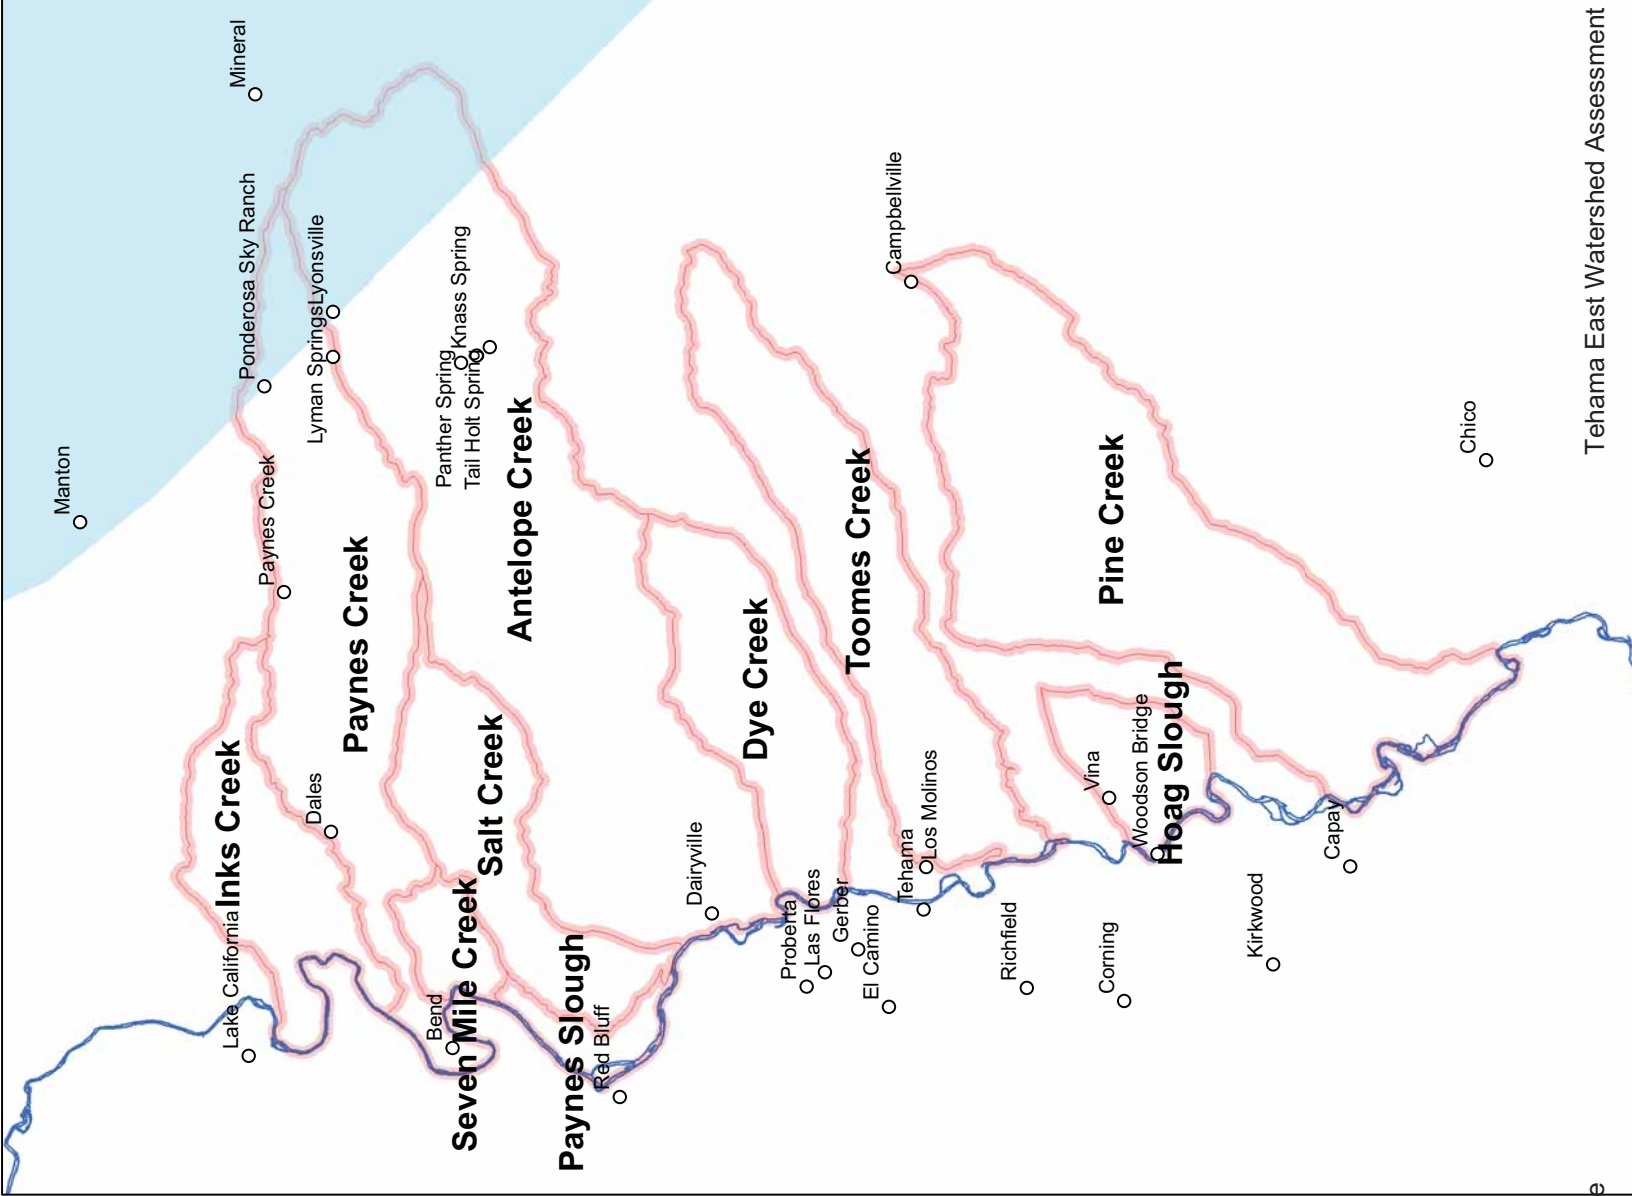 Mineral
Ponderosa Sky Ranch
Lyonsville
Lyman Springs
Manton
Paynes Creek
Knass Spring
Panther Spring
Tail Holt Spring
Campbellville
Paynes Creek
Antelope Creek
Toomes Creek
Pine Creek
Chico
Tehama East Watershed Assessment
Inks Creek
Dales
Salt Creek
Dye Creek
Lake California
Seven Mile Creek
Bend
Paynes Slough
Red Bluff
Dairyville
Proberta
Las Flores
Gerber
El Camino
Tehama
Los Molinos
Vina
Woodson Bridge
Hoag Slough
Richfield
Corning
Kirkwood
Capay
e